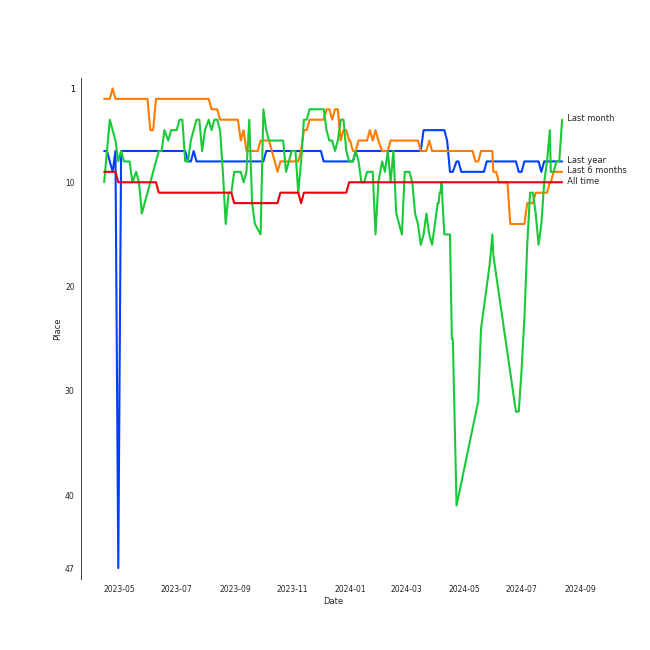 1
10
20
30
40
47
Place
2023-05
2023-07
2023-09
2023-11
2024-01
2024-03
2024-05
2024-07
2024-09
Date
Last month
Last year
Last 6 months
All time